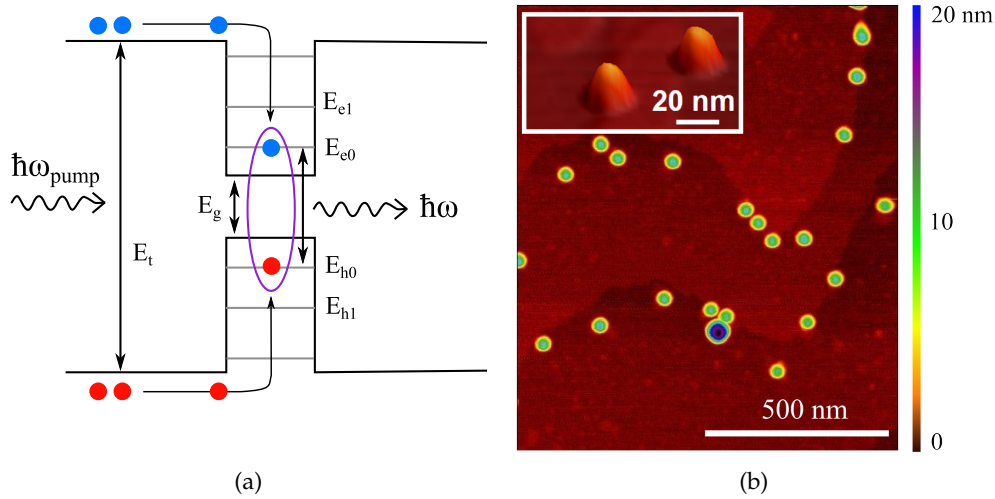 ħω_pump
E_t
E_g
E_e1
E_e0
E_h0
E_h1
ħω
(a)
20 nm
500 nm
20 nm
10
0
(b)